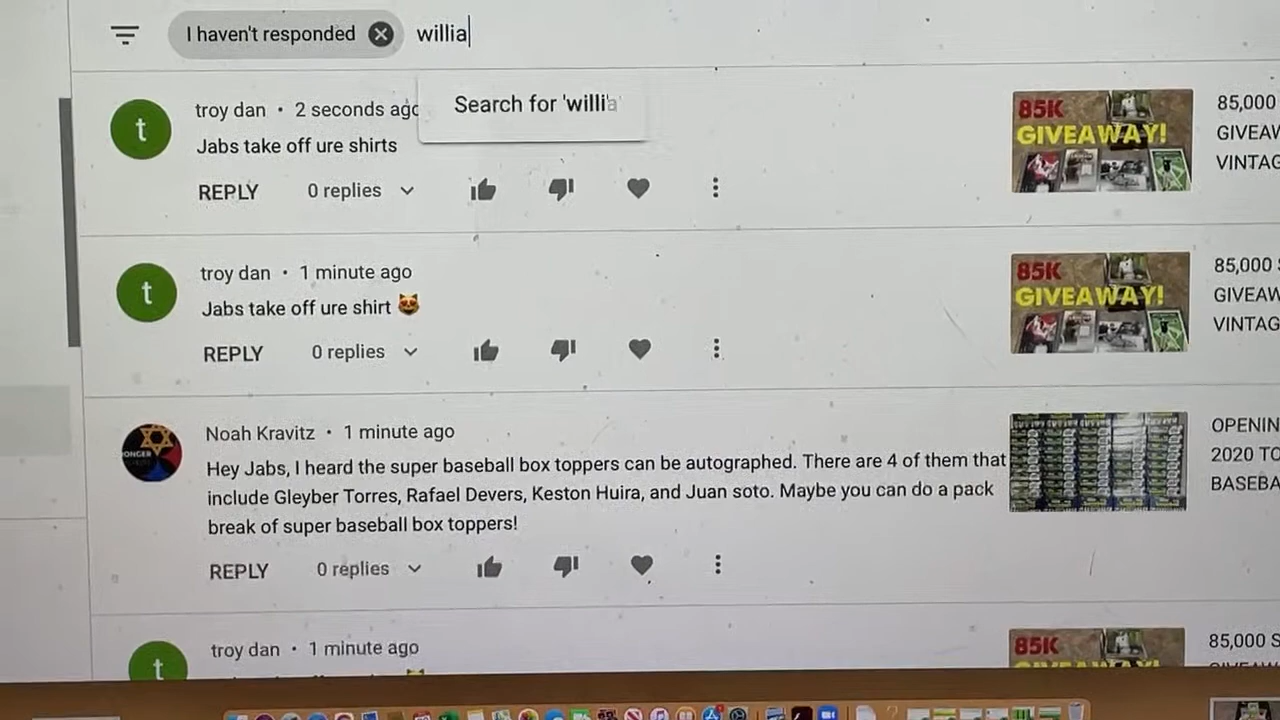 I haven't responded willia
Search for 'willia
troy dan • 2 seconds ago
Jabs take off ure shirts
REPLY 0 replies
85K
GIVEAWAY!
85,000
GIVEAW
VINTAG
troy dan • 1 minute ago
Jabs take off ure shirt 😻
REPLY 0 replies
85K
GIVEAWAY!
85,000 S
GIVEAW
VINTAG
Noah Kravitz • 1 minute ago
Hey Jabs, I heard the super baseball box toppers can be autographed. There are 4 of them that
include Gleyber Torres, Rafael Devers, Keston Huira, and Juan soto. Maybe you can do a pack
break of super baseball box toppers!
REPLY 0 replies
OPENIN
2020 TO
BASEBA
troy dan • 1 minute ago
85K
85,000 S